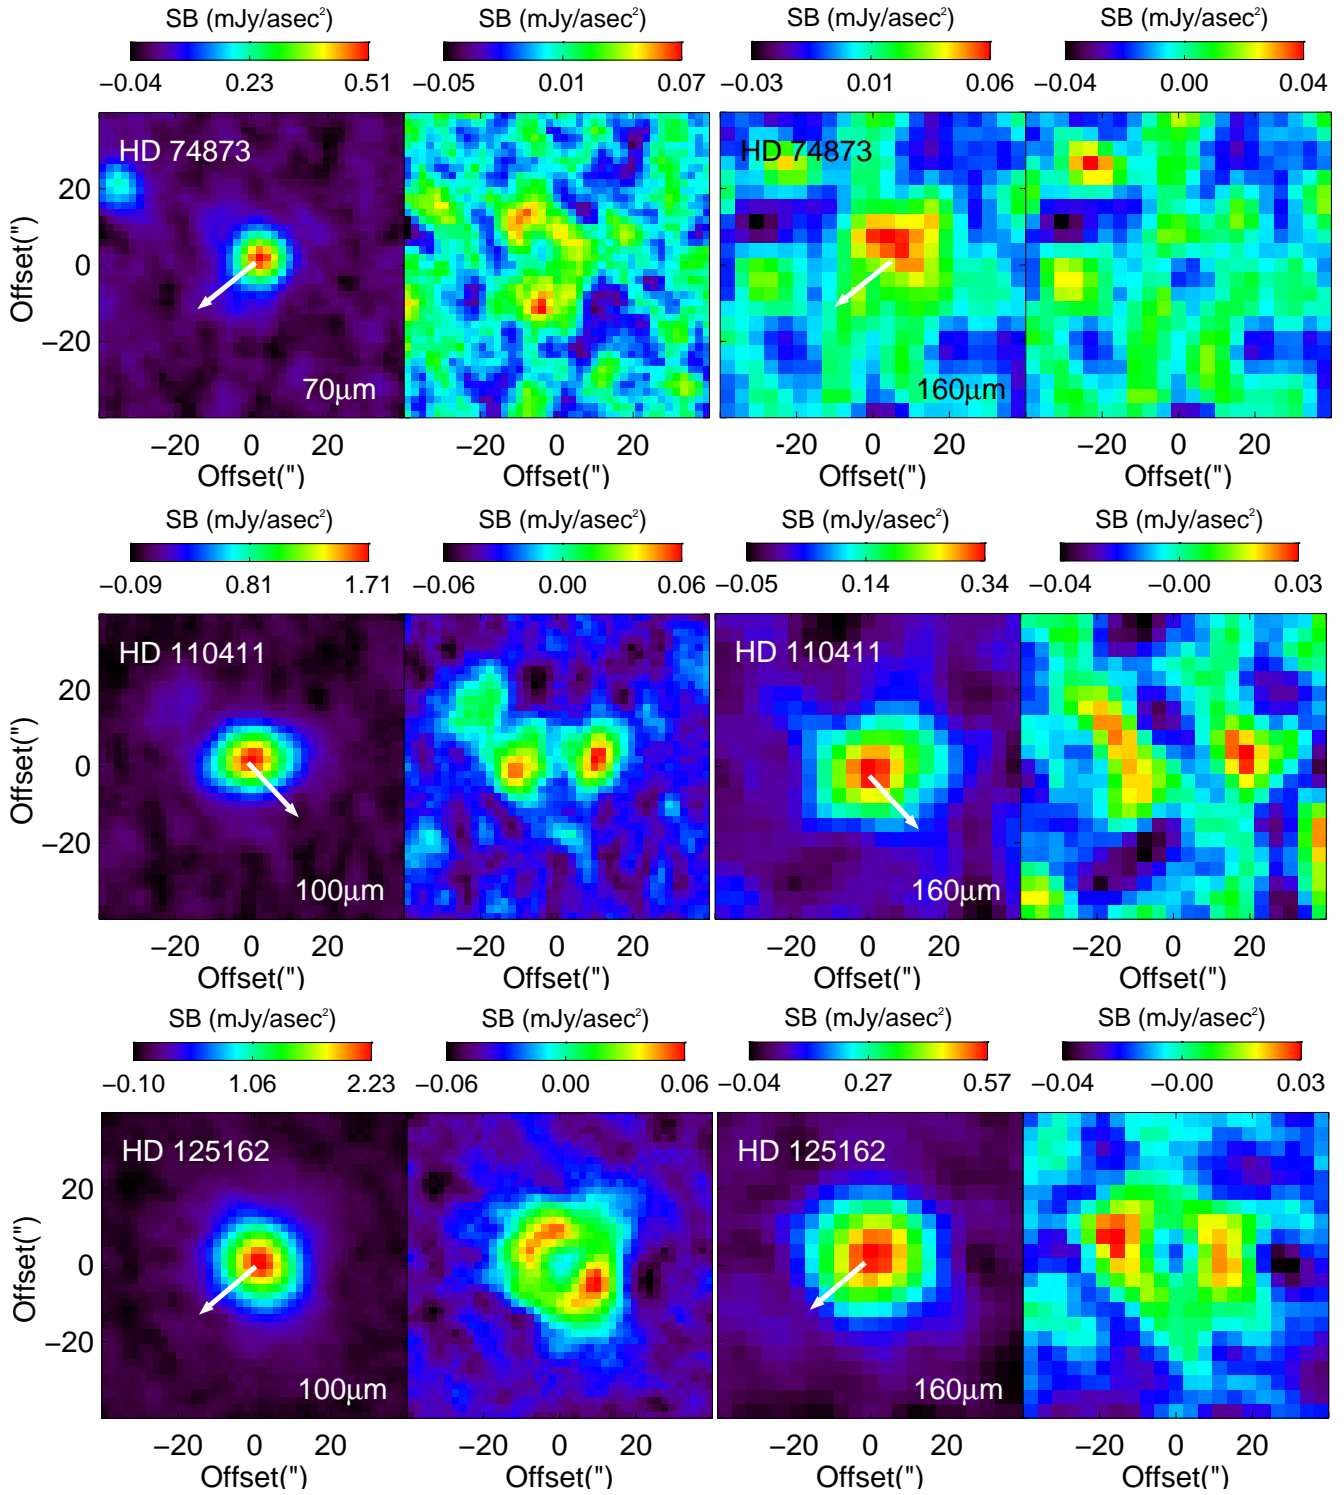 SB (mJy/asec²) SB (mJy/asec²) SB (mJy/asec²) SB (mJy/asec²)
−0.04 0.23 0.51 −0.05 0.01 0.07 −0.03 0.01 0.06 −0.04 0.00 0.04
HD 74873 HD 74873
20
0
−20
Offset(")
70μm 160μm
−20 0 20 −20 0 20 -20 0 20 −20 0 20
Offset(") Offset(") Offset(") Offset(")
SB (mJy/asec²) SB (mJy/asec²) SB (mJy/asec²) SB (mJy/asec²)
−0.09 0.81 1.71 −0.06 0.00 0.06 −0.05 0.14 0.34 −0.04 −0.00 0.03
HD 110411 HD 110411
20
0
−20
Offset(")
100μm 160μm
−20 0 20 −20 0 20 −20 0 20 −20 0 20
Offset(") Offset(") Offset(") Offset(")
SB (mJy/asec²) SB (mJy/asec²) SB (mJy/asec²) SB (mJy/asec²)
−0.10 1.06 2.23 −0.06 0.00 0.06 −0.04 0.27 0.57 −0.04 −0.00 0.03
HD 125162 HD 125162
20
0
−20
Offset(")
100μm 160μm
−20 0 20 −20 0 20 −20 0 20 −20 0 20
Offset(") Offset(") Offset(") Offset(")